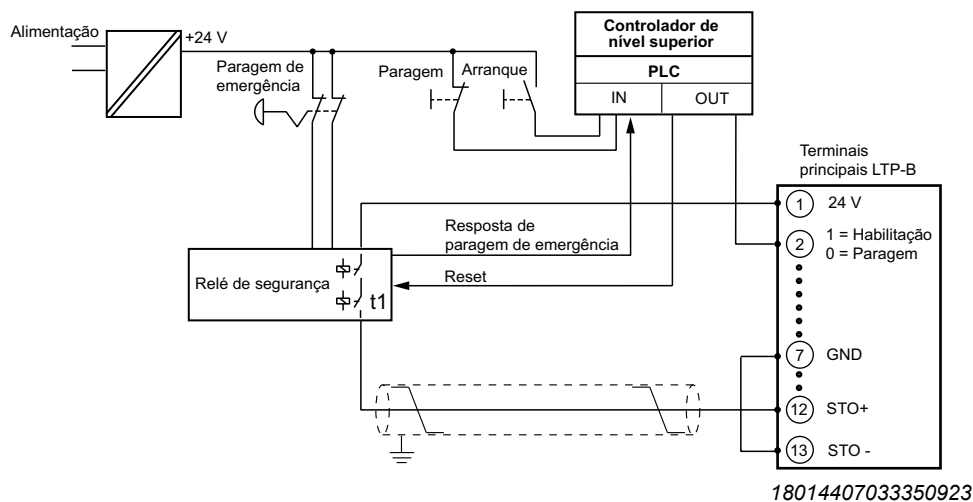 Alimentação
+24 V
Paragem de
emergência
Paragem
Arranque
Controlador de
nível superior
PLC
IN
OUT
Terminais
principais LTP-B
1
24 V
2
1 = Habilitação
0 = Paragem
Resposta de
paragem de emergência
Relé de segurança
t1
Reset
7
GND
12
STO+
13
STO -
18014407033350923